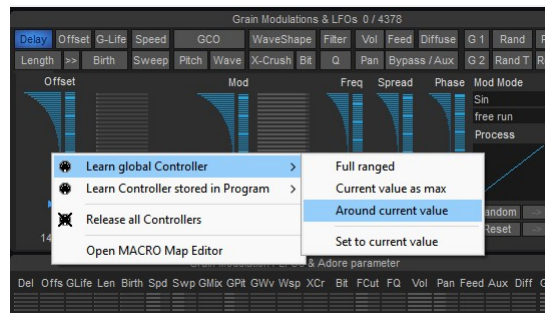 Grain Modulations & LFOs 0 / 4378
Delay Offset G-Life Speed GCO WaveShape Filter Vol Feed Diffuse G 1 Rand
Length >> Birth Sweep Pitch Wave X-Crush Bit Q Pan Bypass / Aux G 2 Rand T
Offset Mod Freq Spread Phase Mod Mode
Sin
free run
Process
Learn global Controller > Full ranged
Learn Controller stored in Program > Current value as max
Release all Controllers Around current value
Open MACRO Map Editor Set to current value
andom ->
Reset ->
14
& Adore parameter
Del Offs GLife Len Birth Spd Swp GMix GPit GWv Wsp XCr Bit FCut FQ Vol Pan Feed Aux Diff